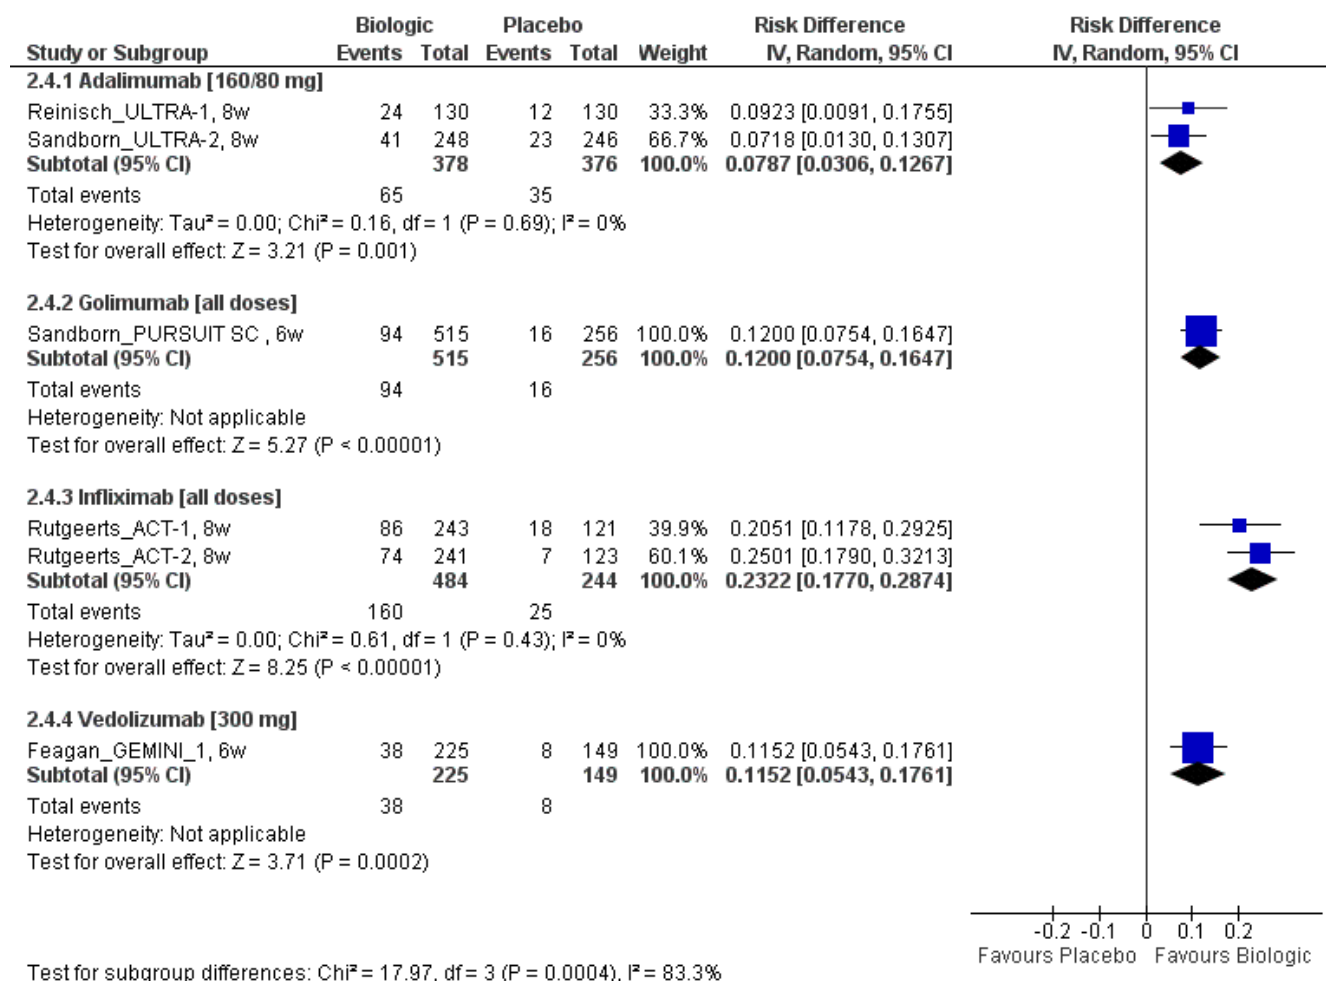 Biologic Placebo Risk Difference Risk Difference
Study or Subgroup Events Total Events Total Weight IV, Random, 95% CI IV, Random, 95% CI
2.4.1 Adalimumab [160/80 mg]
Reinisch_ULTRA-1, 8w 24 130 12 130 33.3% 0.0923 [0.0091, 0.1755]
Sandborn_ULTRA-2, 8w 41 248 23 246 66.7% 0.0718 [0.0130, 0.1307]
Subtotal (95% CI) 378 376 100.0% 0.0787 [0.0306, 0.1267]
Total events 65 35
Heterogeneity: Tau² = 0.00; Chi² = 0.16, df = 1 (P = 0.69); I² = 0%
Test for overall effect: Z = 3.21 (P = 0.001)
2.4.2 Golimumab [all doses]
Sandborn_PURSUIT SC , 6w 94 515 16 256 100.0% 0.1200 [0.0754, 0.1647]
Subtotal (95% CI) 515 256 100.0% 0.1200 [0.0754, 0.1647]
Total events 94 16
Heterogeneity: Not applicable
Test for overall effect: Z = 5.27 (P < 0.00001)
2.4.3 Infliximab [all doses]
Rutgeerts_ACT-1, 8w 86 243 18 121 39.9% 0.2051 [0.1178, 0.2925]
Rutgeerts_ACT-2, 8w 74 241 7 123 60.1% 0.2501 [0.1790, 0.3213]
Subtotal (95% CI) 484 244 100.0% 0.2322 [0.1770, 0.2874]
Total events 160 25
Heterogeneity: Tau² = 0.00; Chi² = 0.61, df = 1 (P = 0.43); I² = 0%
Test for overall effect: Z = 8.25 (P < 0.00001)
2.4.4 Vedolizumab [300 mg]
Feagan_GEMINI_1, 6w 38 225 8 149 100.0% 0.1152 [0.0543, 0.1761]
Subtotal (95% CI) 225 149 100.0% 0.1152 [0.0543, 0.1761]
Total events 38 8
Heterogeneity: Not applicable
Test for overall effect: Z = 3.71 (P = 0.0002)
-0.2 -0.1 0 0.1 0.2
Favours Placebo Favours Biologic
Test for subgroup differences: Chi² = 17.97, df = 3 (P = 0.0004), I² = 83.3%